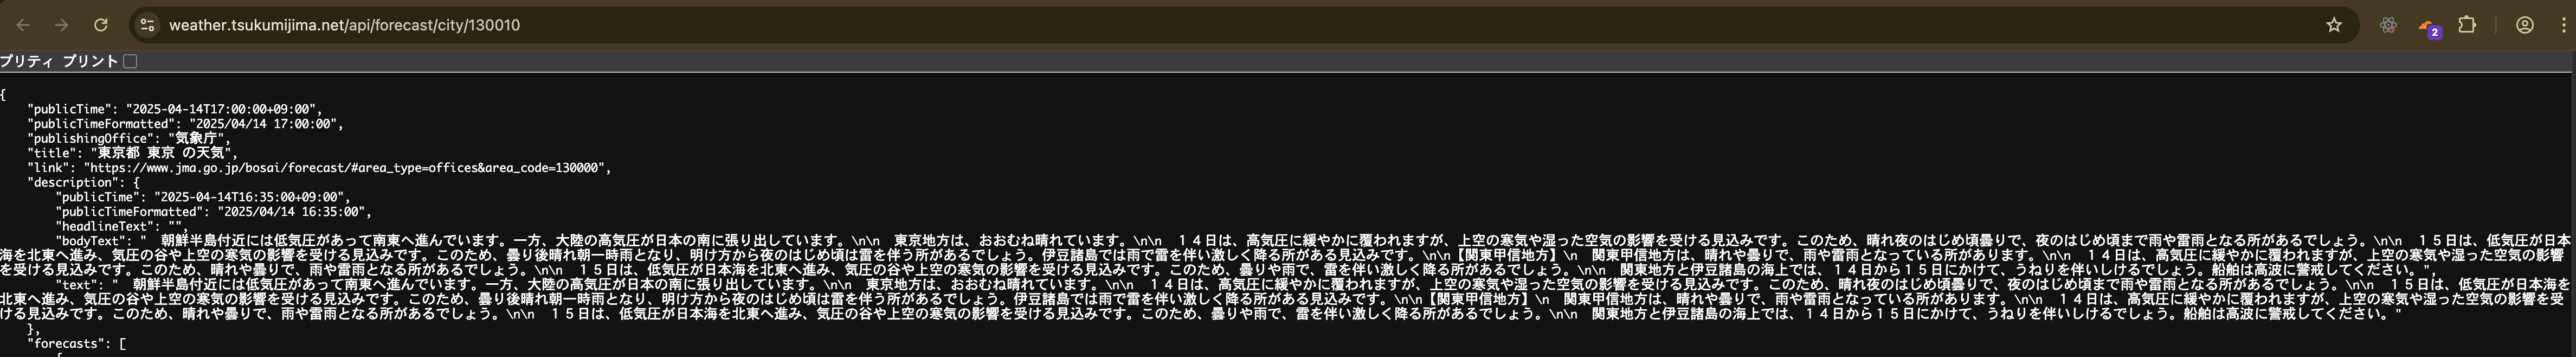 weather.tsukumijima.net/api/forecast/city/130010
2
プリティ プリント
{
    "publicTime": "2025-04-14T17:00:00+09:00",
    "publicTimeFormatted": "2025/04/14 17:00:00",
    "publishingOffice": "気象庁",
    "title": "東京都 東京 の天気",
    "link": "https://www.jma.go.jp/bosai/forecast/#area_type=offices&area_code=130000",
    "description": {
        "publicTime": "2025-04-14T16:35:00+09:00",
        "publicTimeFormatted": "2025/04/14 16:35:00",
        "headlineText": "",
        "bodyText": "　朝鮮半島付近には低気圧があって南東へ進んでいます。一方、大陸の高気圧が日本の南に張り出しています。\n\n　東京地方は、おおむね晴れています。\n\n　１４日は、高気圧に緩やかに覆われますが、上空の寒気や湿った空気の影響を受ける見込みです。このため、晴れ夜のはじめ頃曇りで、夜のはじめ頃まで雨や雷雨となる所があるでしょう。\n\n　１５日は、低気圧が日本
海を北東へ進み、気圧の谷や上空の寒気の影響を受ける見込みです。このため、曇り後晴れ朝一時雨となり、明け方から夜のはじめ頃は雷を伴う所があるでしょう。伊豆諸島では雨で雷を伴い激しく降る所がある見込みです。\n\n【関東甲信地方】\n　関東甲信地方は、晴れや曇りで、雨や雷雨となっている所があります。\n\n　１４日は、高気圧に緩やかに覆われますが、上空の寒気や湿った空気の影響
を受ける見込みです。このため、晴れや曇りで、雨や雷雨となる所があるでしょう。\n\n　１５日は、低気圧が日本海を北東へ進み、気圧の谷や上空の寒気の影響を受ける見込みです。このため、曇りや雨で、雷を伴い激しく降る所があるでしょう。\n\n　関東地方と伊豆諸島の海上では、１４日から１５日にかけて、うねりを伴いしけるでしょう。船舶は高波に警戒してください。",
        "text": "　朝鮮半島付近には低気圧があって南東へ進んでいます。一方、大陸の高気圧が日本の南に張り出しています。\n\n　東京地方は、おおむね晴れています。\n\n　１４日は、高気圧に緩やかに覆われますが、上空の寒気や湿った空気の影響を受ける見込みです。このため、晴れ夜のはじめ頃曇りで、夜のはじめ頃まで雨や雷雨となる所があるでしょう。\n\n　１５日は、低気圧が日本海を
北東へ進み、気圧の谷や上空の寒気の影響を受ける見込みです。このため、曇り後晴れ朝一時雨となり、明け方から夜のはじめ頃は雷を伴う所があるでしょう。伊豆諸島では雨で雷を伴い激しく降る所がある見込みです。\n\n【関東甲信地方】\n　関東甲信地方は、晴れや曇りで、雨や雷雨となっている所があります。\n\n　１４日は、高気圧に緩やかに覆われますが、上空の寒気や湿った空気の影響を受
ける見込みです。このため、晴れや曇りで、雨や雷雨となる所があるでしょう。\n\n　１５日は、低気圧が日本海を北東へ進み、気圧の谷や上空の寒気の影響を受ける見込みです。このため、曇りや雨で、雷を伴い激しく降る所があるでしょう。\n\n　関東地方と伊豆諸島の海上では、１４日から１５日にかけて、うねりを伴いしけるでしょう。船舶は高波に警戒してください。"
    },
    "forecasts": [